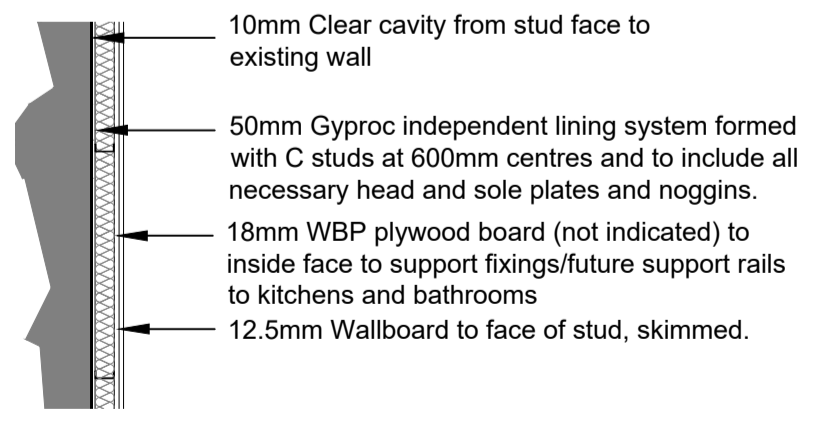 10mm Clear cavity from stud face to
existing wall
50mm Gyproc independent lining system formed
with C studs at 600mm centres and to include all
necessary head and sole plates and noggins.
18mm WBP plywood board (not indicated) to
inside face to support fixings/future support rails
to kitchens and bathrooms
12.5mm Wallboard to face of stud, skimmed.